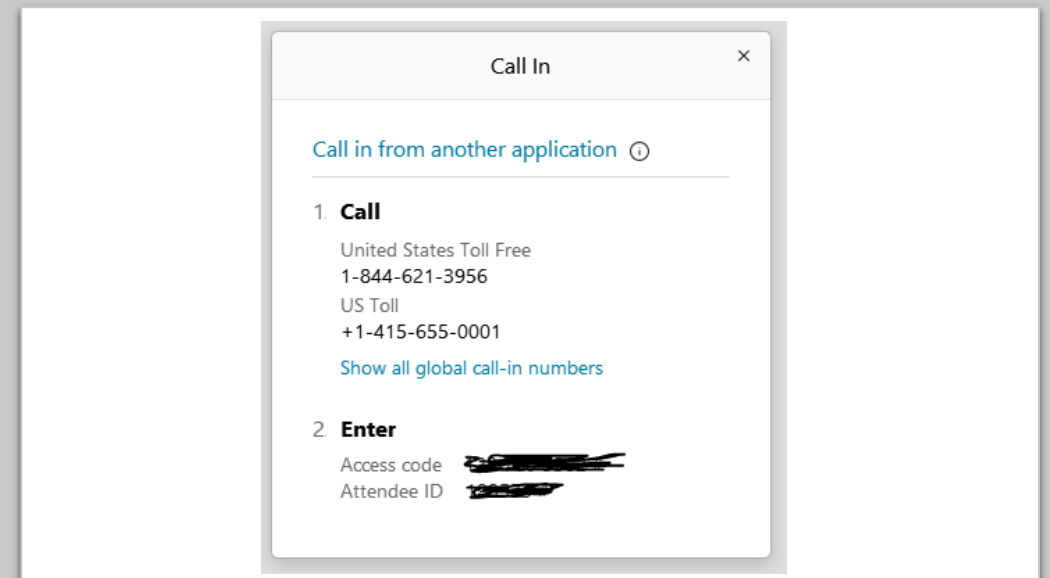 Call In
Call in from another application
1. Call
United States Toll Free
1-844-621-3956
US Toll
+1-415-655-0001
Show all global call-in numbers
2. Enter
Access code
Attendee ID